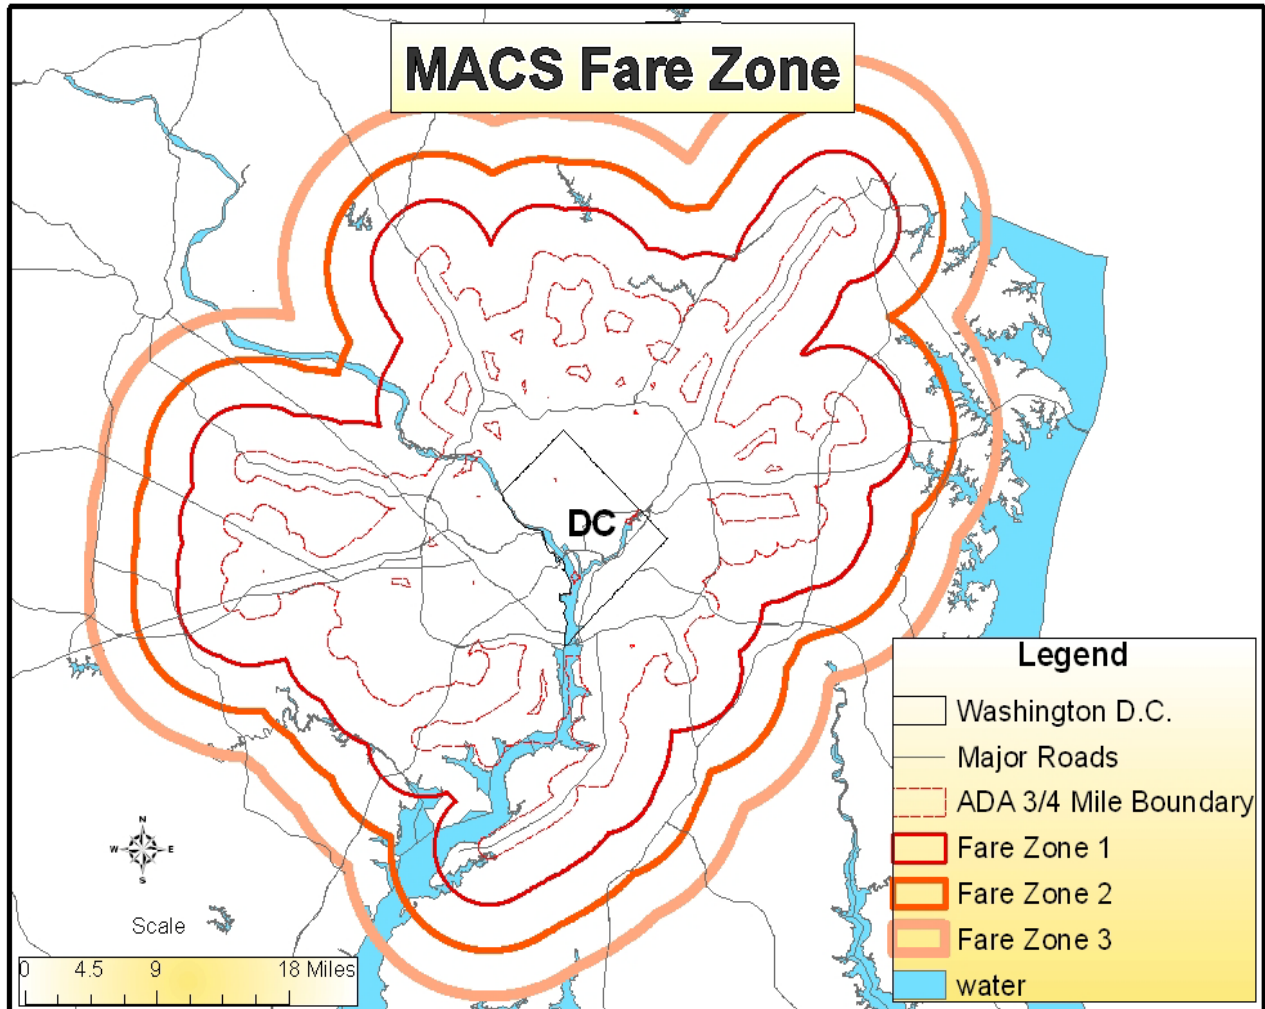 MACS Fare Zone
DC
Legend
Washington D.C.
Major Roads
ADA 3/4 Mile Boundary
Fare Zone 1
Fare Zone 2
Fare Zone 3
water
N
W E
S
Scale
0 4.5 9 18 Miles